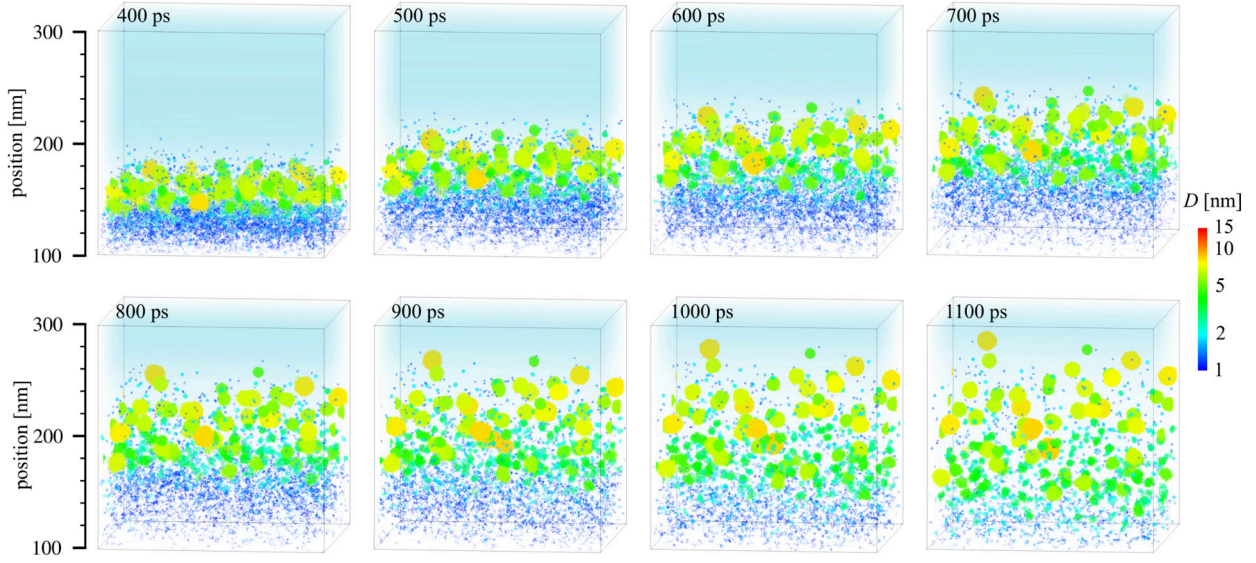 400 ps
500 ps
600 ps
700 ps
300
200
100
position [nm]
D [nm]
15
10
5
2
1
800 ps
900 ps
1000 ps
1100 ps
300
200
100
position [nm]